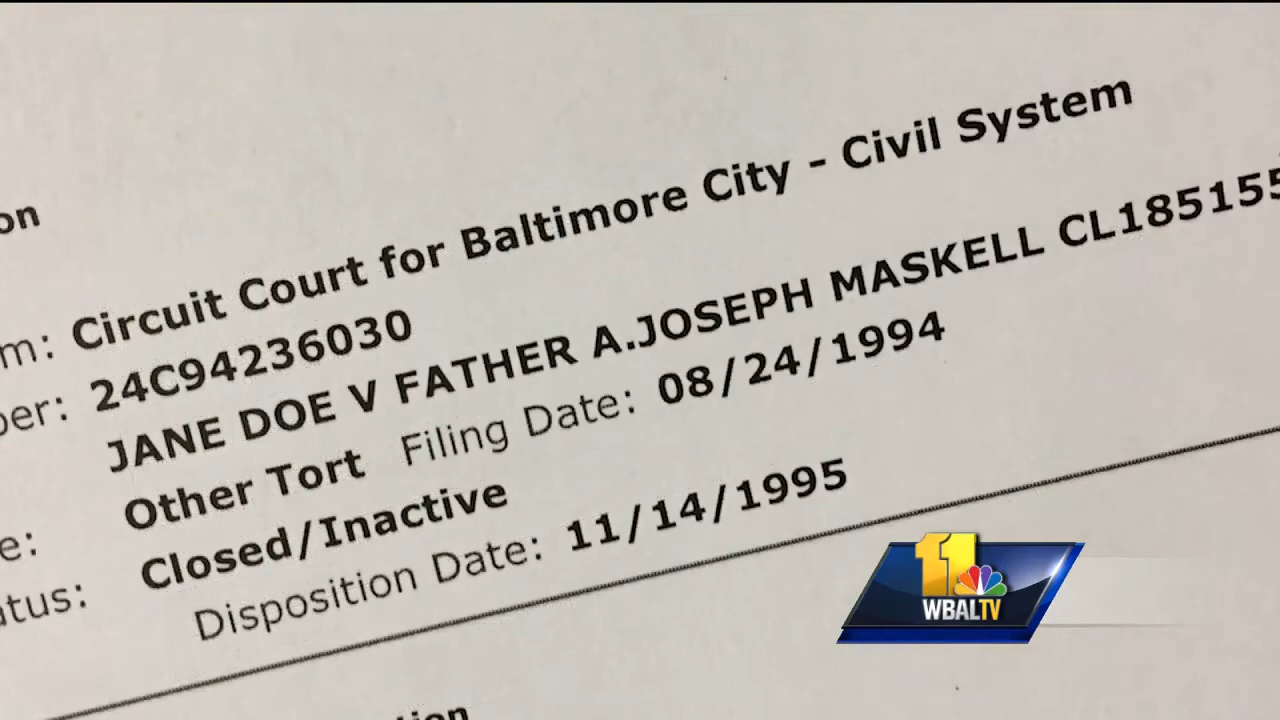 on
m: Circuit Court for Baltimore City - Civil System
ber: 24C94236030
JANE DOE V FATHER A.JOSEPH MASKELL CL185155
e: Other Tort Filing Date: 08/24/1994
atus: Closed/Inactive
Disposition Date: 11/14/1995
tion
11
WBALTV